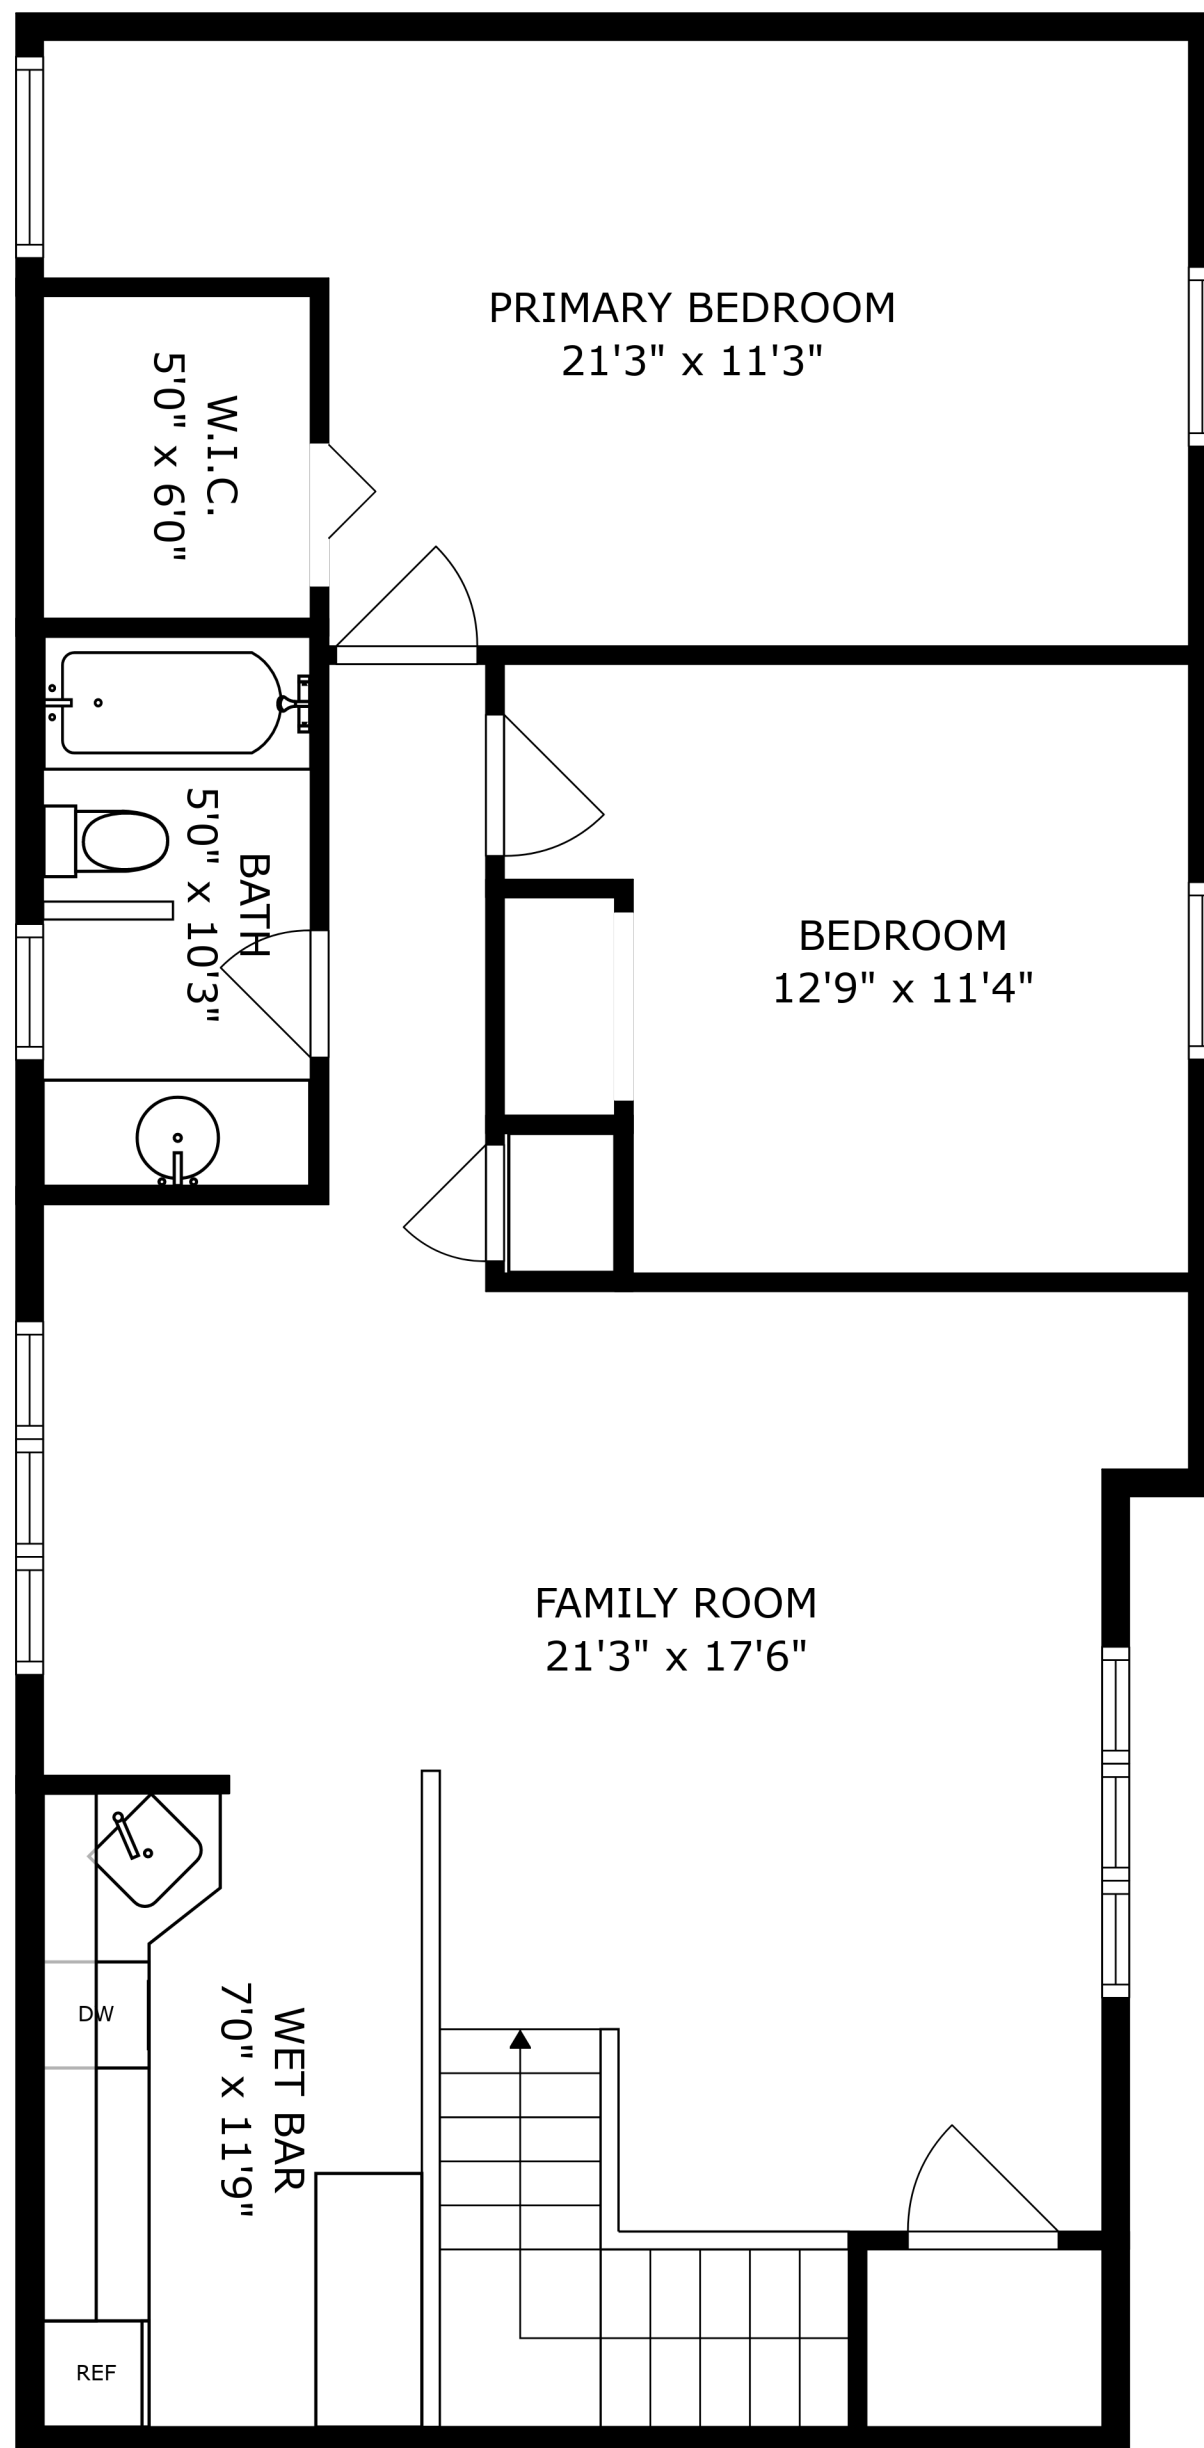 PRIMARY BEDROOM
21'3" x 11'3"
W.I.C.
5'0" x 6'0"
BATH
5'0" x 10'3"
BEDROOM
12'9" x 11'4"
FAMILY ROOM
21'3" x 17'6"
WET BAR
7'0" x 11'9"
DW
REF